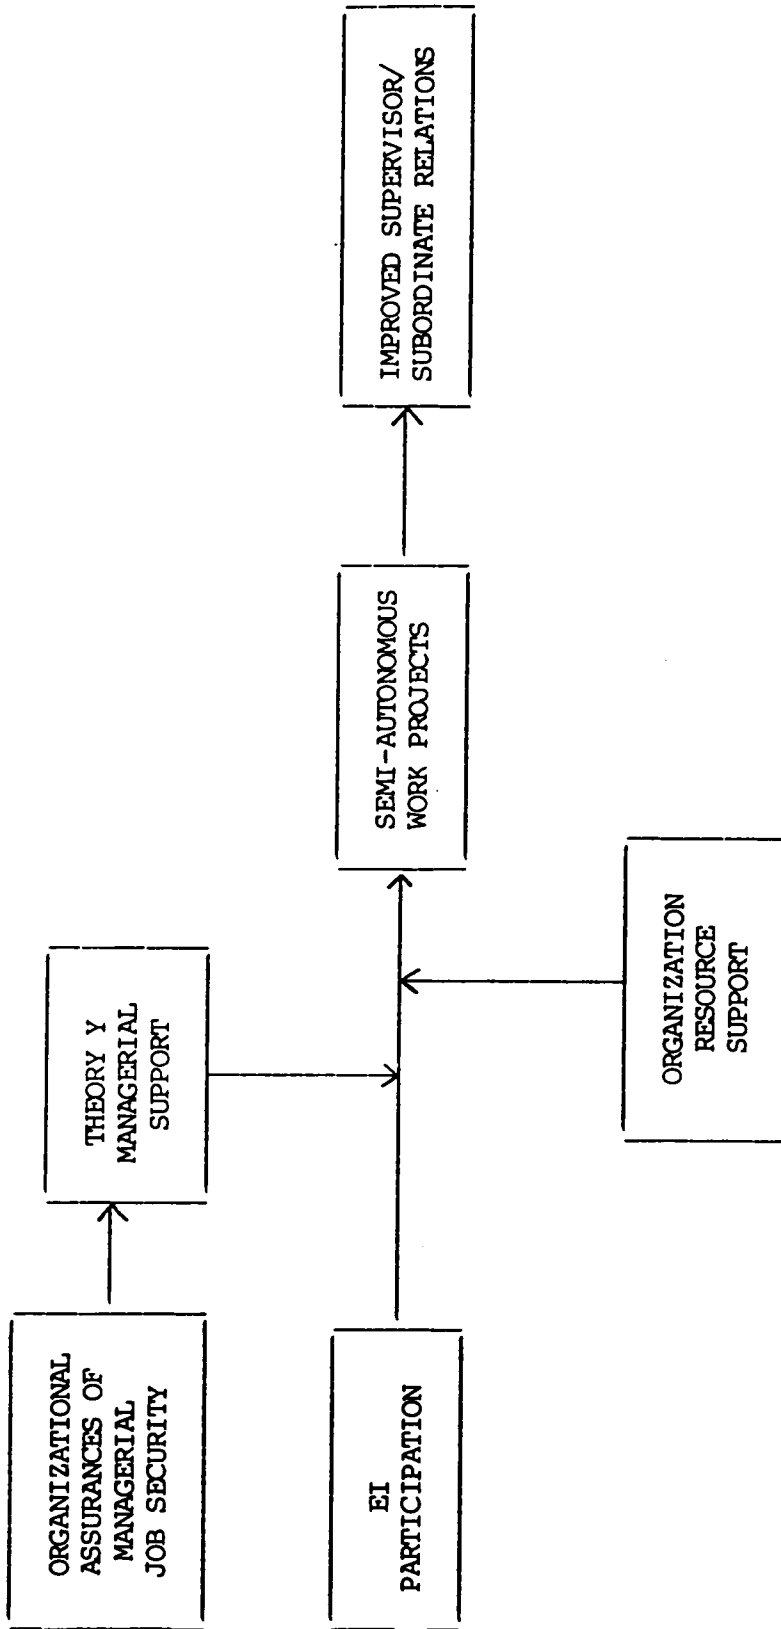 ORGANIZATIONAL
ASSURANCES OF
MANAGERIAL
JOB SECURITY
THEORY Y
MANAGERIAL
SUPPORT
EI
PARTICIPATION
SEMI-AUTONOMOUS
WORK PROJECTS
IMPROVED SUPERVISOR/
SUBORDINATE RELATIONS
ORGANIZATION
RESOURCE
SUPPORT